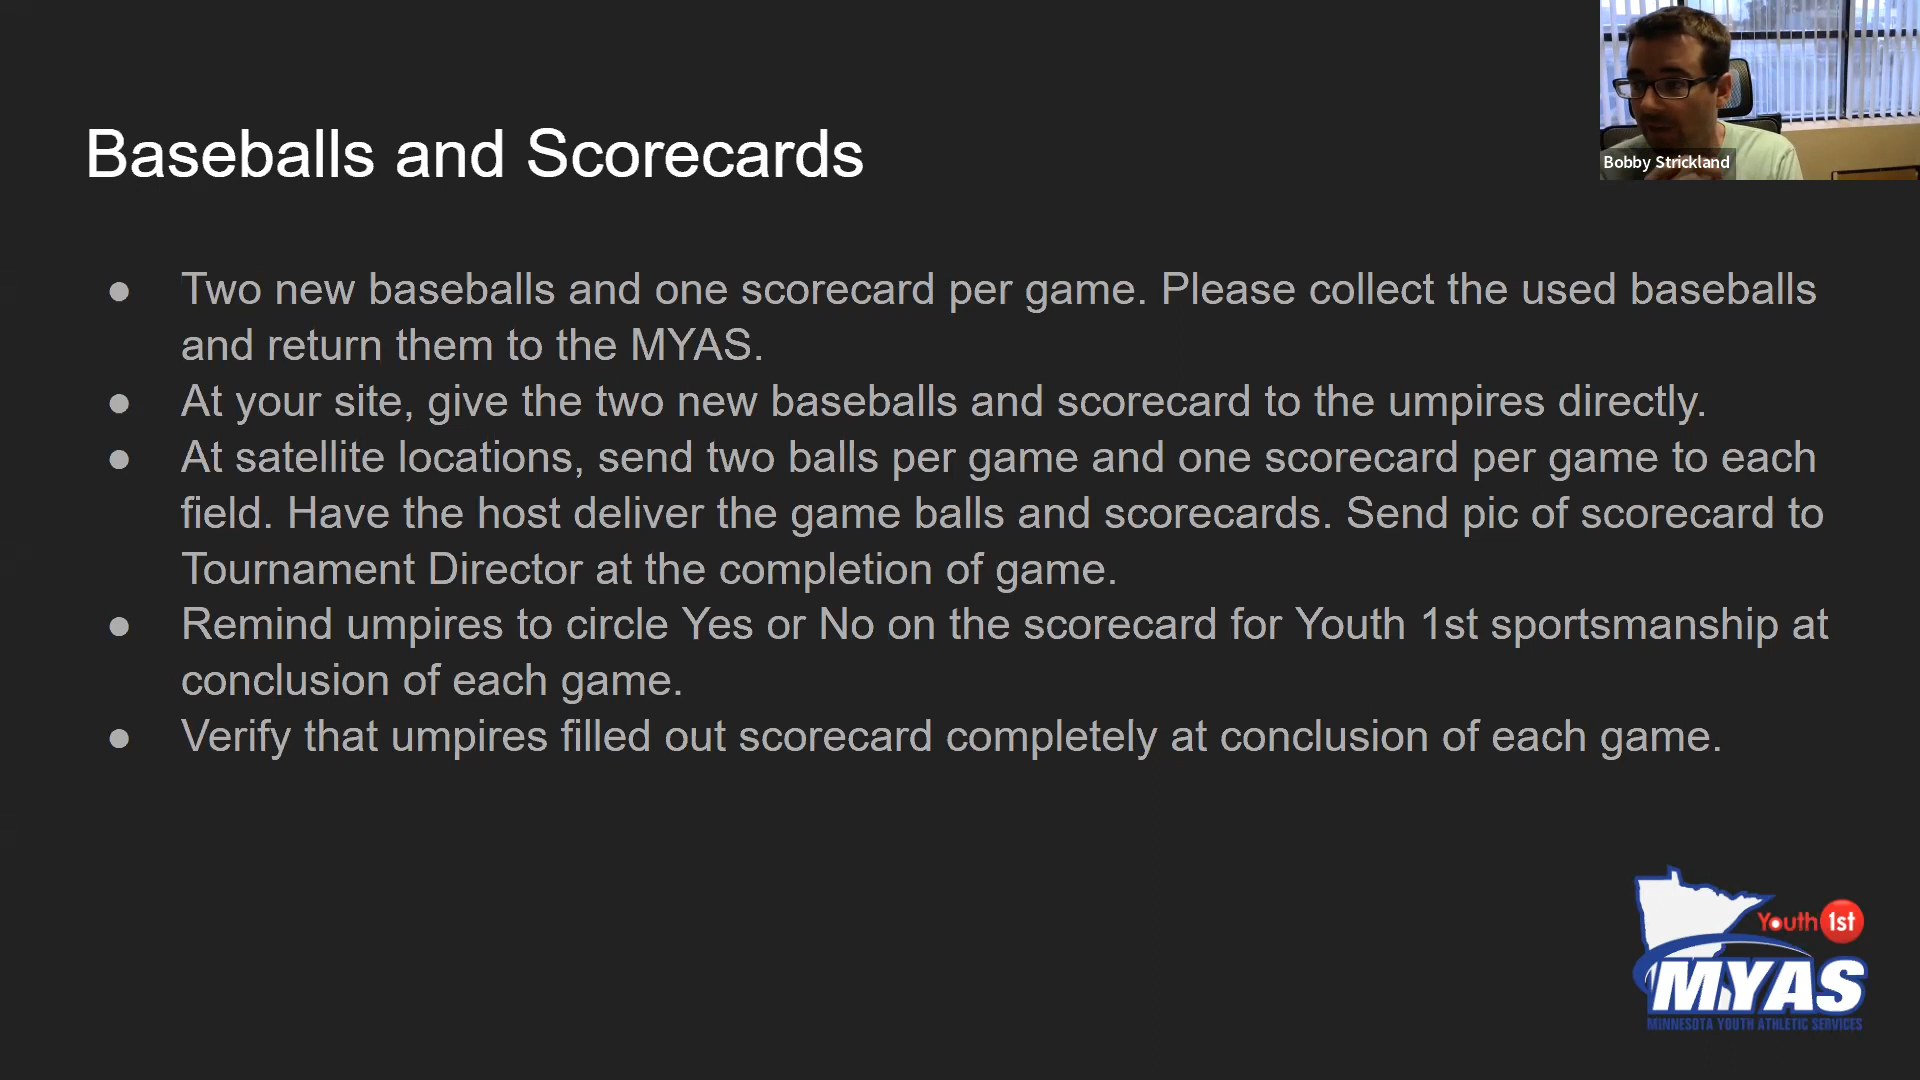 Baseballs and Scorecards
Bobby Strickland
● Two new baseballs and one scorecard per game. Please collect the used baseballs
and return them to the MYAS.
● At your site, give the two new baseballs and scorecard to the umpires directly.
● At satellite locations, send two balls per game and one scorecard per game to each
field. Have the host deliver the game balls and scorecards. Send pic of scorecard to
Tournament Director at the completion of game.
● Remind umpires to circle Yes or No on the scorecard for Youth 1st sportsmanship at
conclusion of each game.
● Verify that umpires filled out scorecard completely at conclusion of each game.
Youth 1st
MYAS
MINNESOTA YOUTH ATHLETIC SERVICES